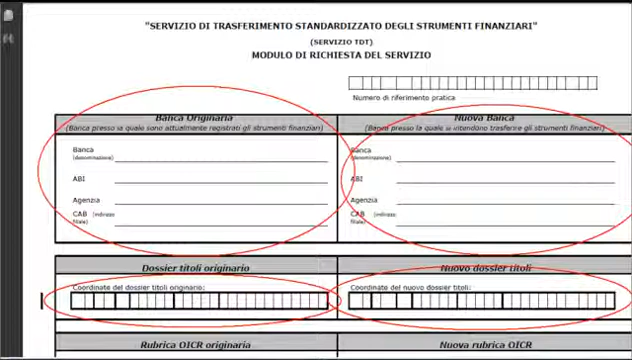 "SERVIZIO DI TRASFERIMENTO STANDARDIZZATO DEGLI STRUMENTI FINANZIARI"
(SERVIZIO TDT)
MODULO DI RICHIESTA DEL SERVIZIO
Numero di riferimento pratica
Banca Originaria
(Banca presso la quale sono attualmente registrati gli strumenti finanziari)
Banca
(denominazione)
ABI
Agenzia
CAB (indirizzo
filiale)
Nuova Banca
(Banca presso la quale si intendono trasferire gli strumenti finanziari)
Banca
(denominazione)
ABI
Agenzia
CAB (indirizzo
filiale)
Dossier titoli originario
Coordinate del dossier titoli originario:
Nuovo dossier titoli
Coordinate del nuovo dossier titoli:
Rubrica OICR originaria
Nuova rubrica OICR